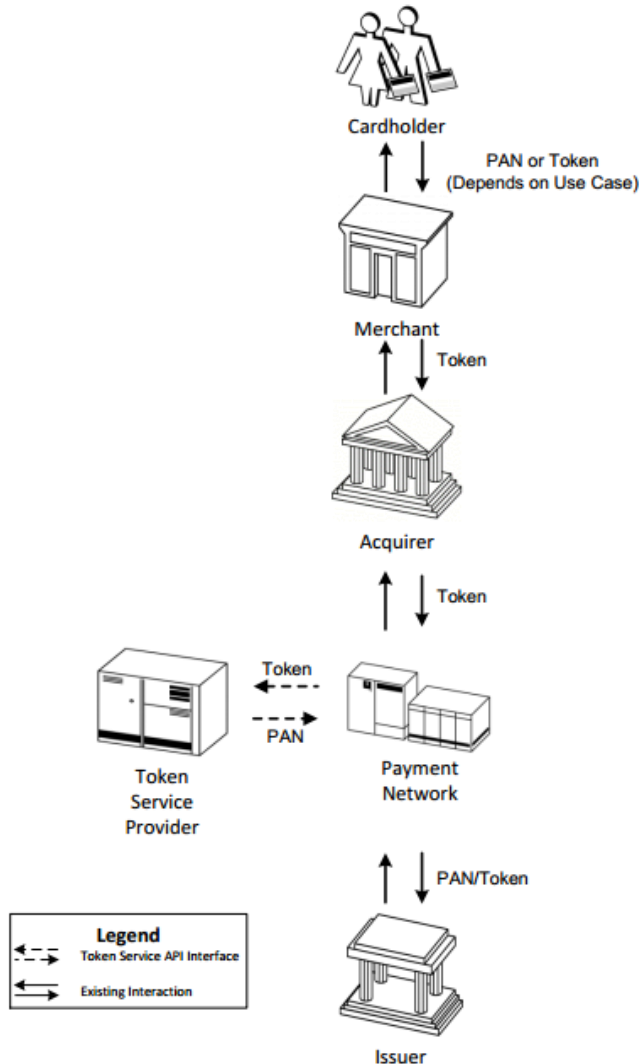 Cardholder
PAN or Token
(Depends on Use Case)
Merchant
Token
Acquirer
Token
Token
PAN
Token
Service
Provider
Payment
Network
PAN/Token
Legend
Token Service API Interface
Existing Interaction
Issuer